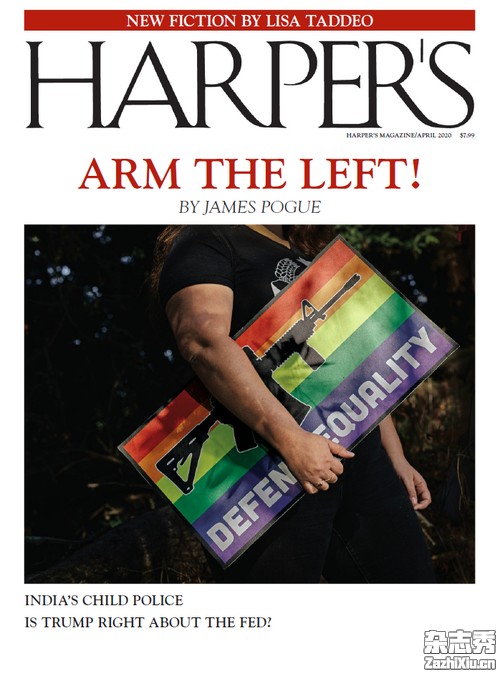 NEW FICTION BY LISA TADDEO
HARPER'S
HARPER'S MAGAZINE/APRIL 2020 $7.99
ARM THE LEFT!
BY JAMES POGUE
DEFEN EQUALITY
INDIA'S CHILD POLICE
IS TRUMP RIGHT ABOUT THE FED?
杂志秀
ZaZhiXiu.cn